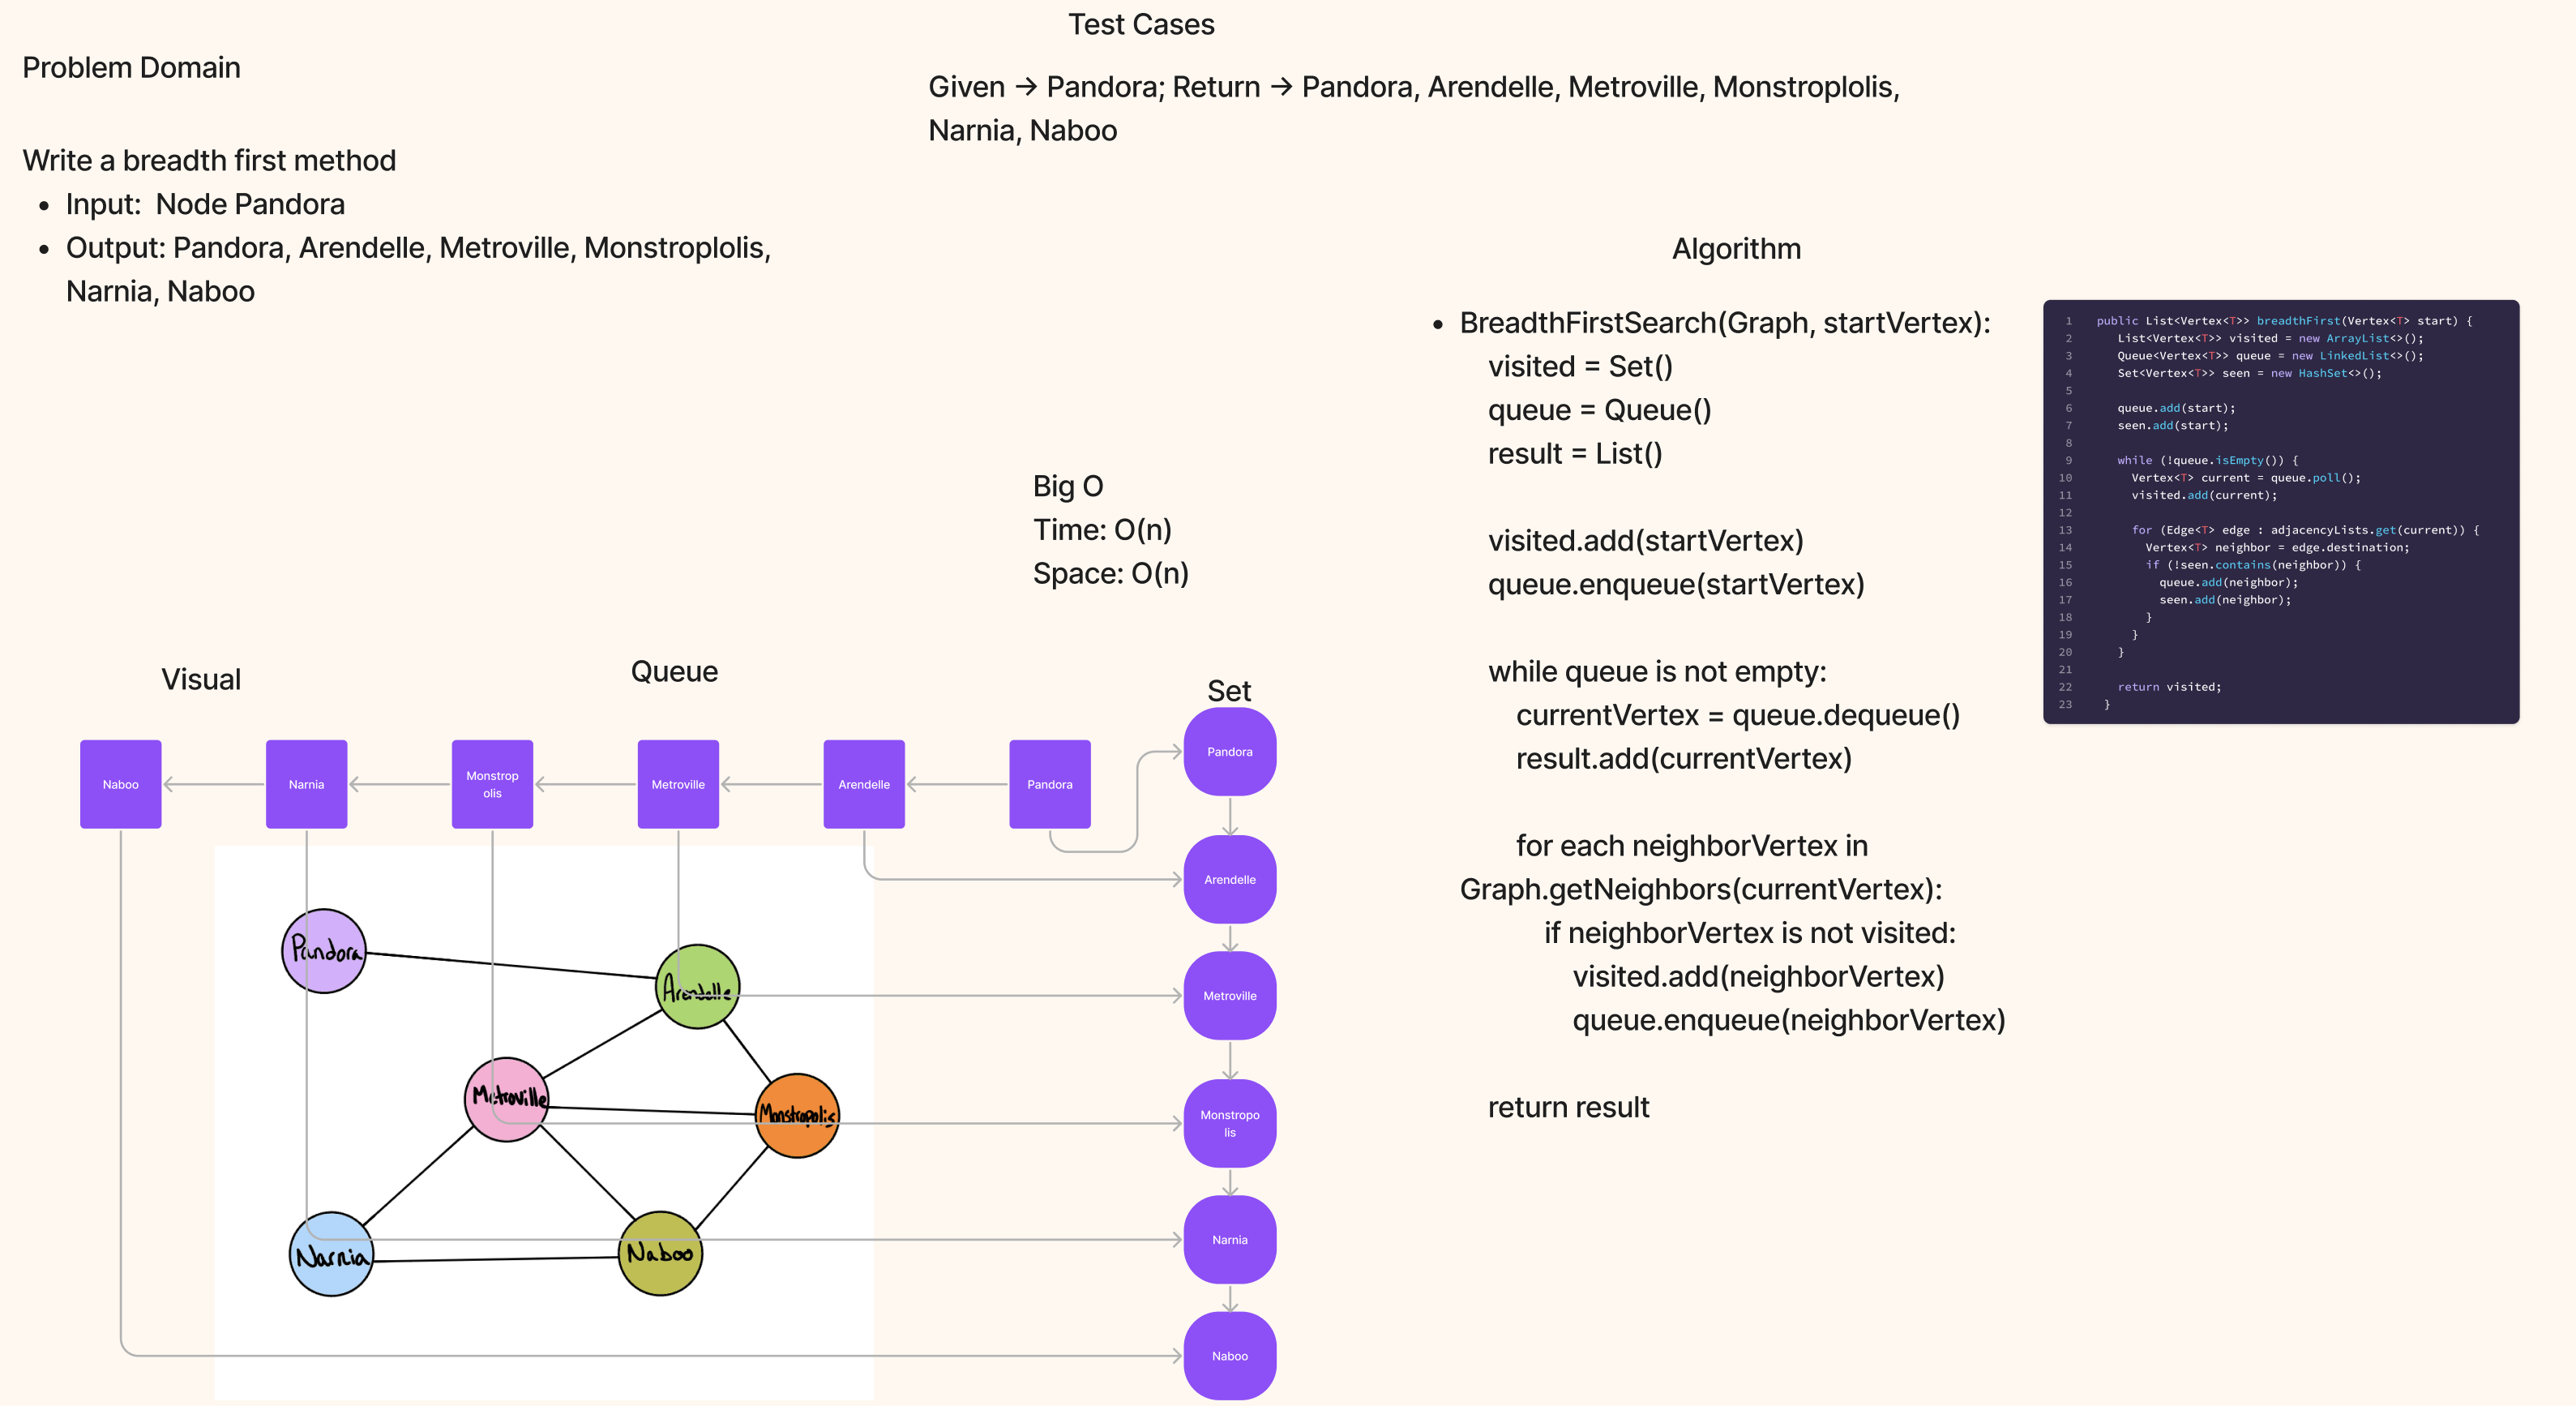 Test Cases
Problem Domain
Given → Pandora; Return → Pandora, Arendelle, Metroville, Monstroplolis,
Narnia, Naboo
Write a breadth first method
• Input:  Node Pandora
• Output: Pandora, Arendelle, Metroville, Monstroplolis,
Narnia, Naboo
Big O
Time: O(n)
Space: O(n)
Algorithm
• BreadthFirstSearch(Graph, startVertex):
visited = Set()
queue = Queue()
result = List()
visited.add(startVertex)
queue.enqueue(startVertex)
while queue is not empty:
currentVertex = queue.dequeue()
result.add(currentVertex)
for each neighborVertex in
Graph.getNeighbors(currentVertex):
if neighborVertex is not visited:
visited.add(neighborVertex)
queue.enqueue(neighborVertex)
return result
1 public List<Vertex<T>> breadthFirst(Vertex<T> start) {
2 List<Vertex<T>> visited = new ArrayList<>();
3 Queue<Vertex<T>> queue = new LinkedList<>();
4 Set<Vertex<T>> seen = new HashSet<>();
5
6 queue.add(start);
7 seen.add(start);
8
9 while (!queue.isEmpty()) {
10 Vertex<T> current = queue.poll();
11 visited.add(current);
12
13 for (Edge<T> edge : adjacencyLists.get(current)) {
14 Vertex<T> neighbor = edge.destination;
15 if (!seen.contains(neighbor)) {
16 queue.add(neighbor);
17 seen.add(neighbor);
18 }
19 }
20 }
21
22 return visited;
23 }
Visual
Queue
Set
Naboo
Narnia
Monstrop
olis
Metroville
Arendelle
Pandora
Pandora
Arendelle
Metroville
Monstropo
lis
Narnia
Naboo
Pandora
Arendelle
Metroville
Monstropolis
Narnia
Naboo